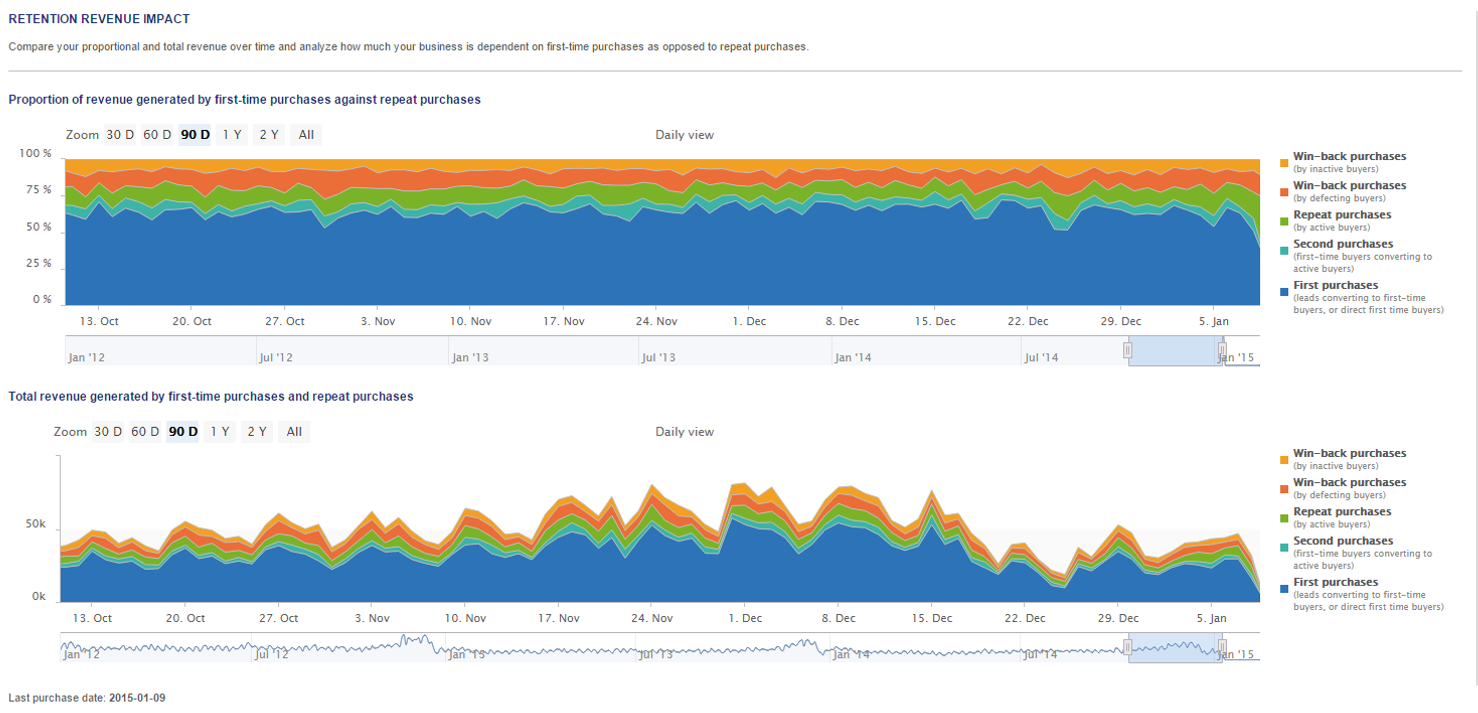 RETENTION REVENUE IMPACT
Compare your proportional and total revenue over time and analyze how much your business is dependent on first-time purchases as opposed to repeat purchases.
Proportion of revenue generated by first-time purchases against repeat purchases
Zoom 30 D 60 D 90 D 1 Y 2 Y All
Daily view
100 %
75 %
50 %
25 %
0 %
13. Oct 20. Oct 27. Oct 3. Nov 10. Nov 17. Nov 24. Nov 1. Dec 8. Dec 15. Dec 22. Dec 29. Dec 5. Jan
Jan '12 Jul '12 Jan '13 Jul '13 Jan '14 Jul '14 Jan '15
Win-back purchases
(by inactive buyers)
Win-back purchases
(by defecting buyers)
Repeat purchases
(by active buyers)
Second purchases
(first-time buyers converting to
active buyers)
First purchases
(leads converting to first-time
buyers, or direct first time buyers)
Total revenue generated by first-time purchases and repeat purchases
Zoom 30 D 60 D 90 D 1 Y 2 Y All
Daily view
50k
0k
13. Oct 20. Oct 27. Oct 3. Nov 10. Nov 17. Nov 24. Nov 1. Dec 8. Dec 15. Dec 22. Dec 29. Dec 5. Jan
Jan '12 Jul '12 Jan '13 Jul '13 Jan '14 Jul '14 Jan '15
Win-back purchases
(by inactive buyers)
Win-back purchases
(by defecting buyers)
Repeat purchases
(by active buyers)
Second purchases
(first-time buyers converting to
active buyers)
First purchases
(leads converting to first-time
buyers, or direct first time buyers)
Last purchase date: 2015-01-09